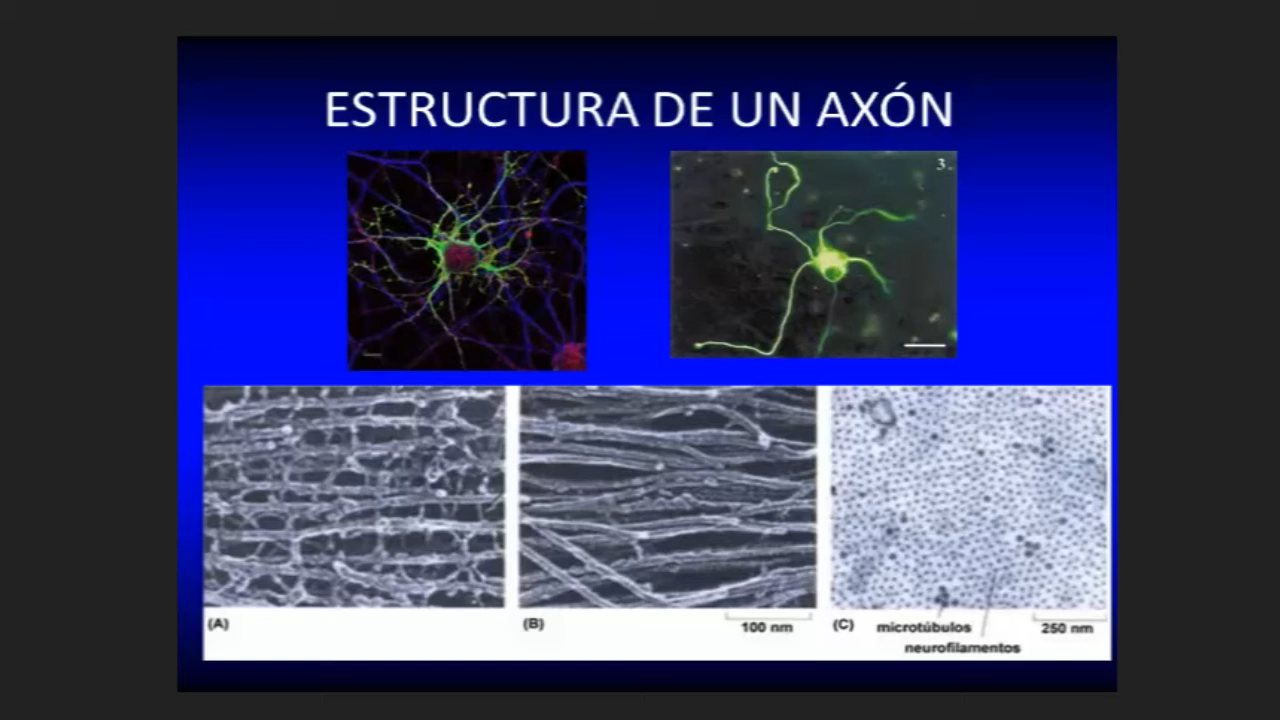 ESTRUCTURA DE UN AXÓN
3.
(A)
(B)
100 nm
(C)
microtúbulos
250 nm
neurofilamentos